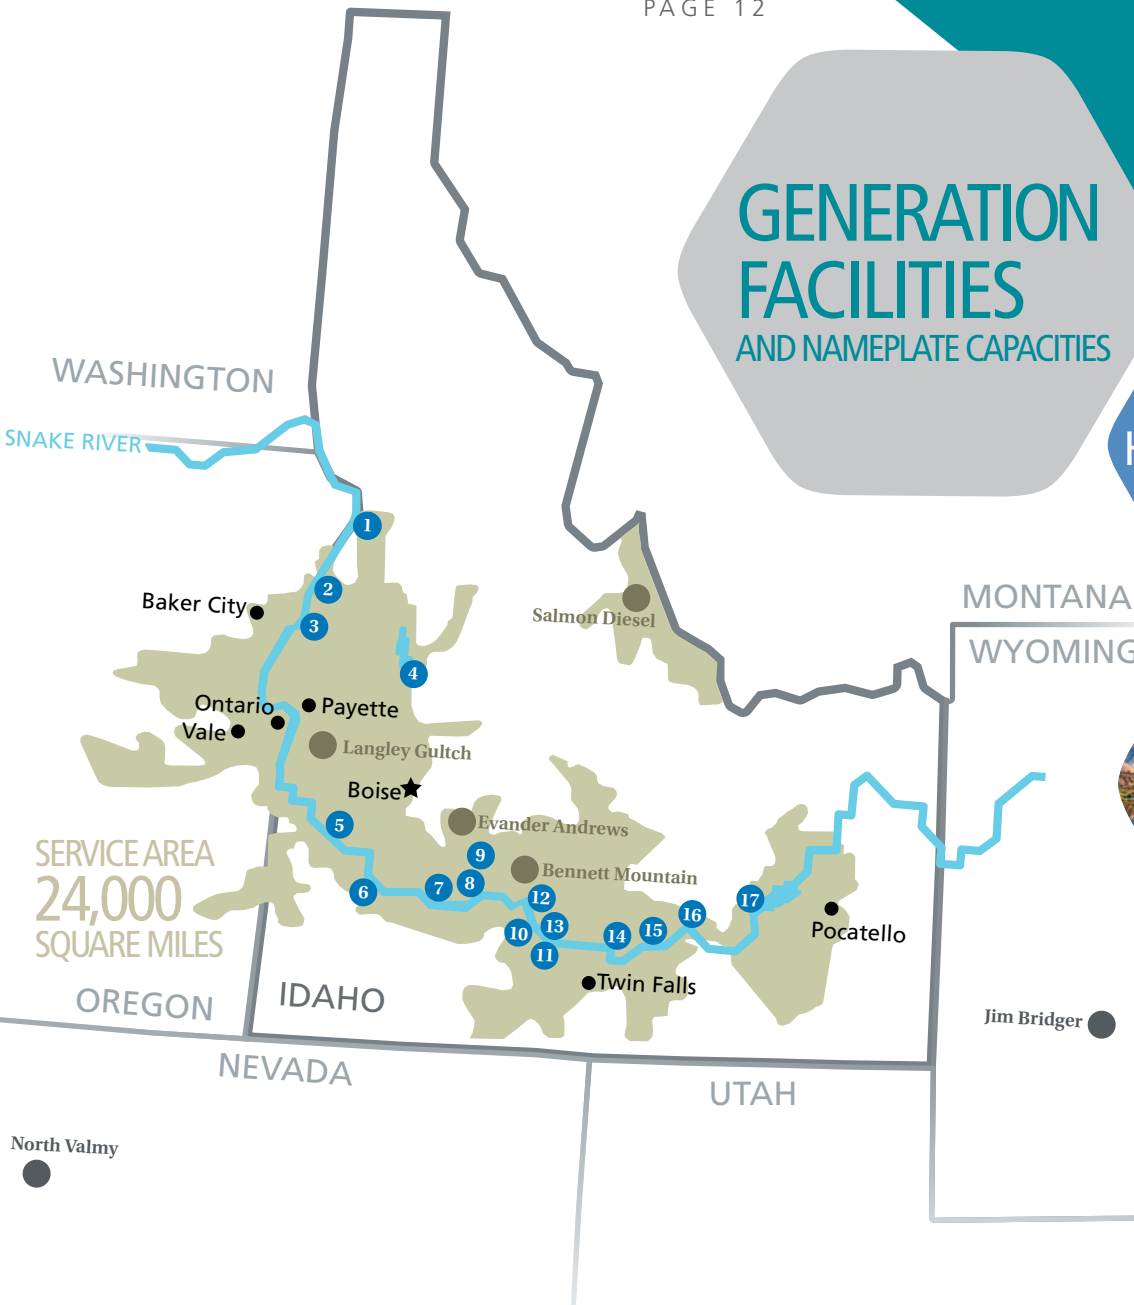 PAGE 12
GENERATION
FACILITIES
AND NAMEPLATE CAPACITIES
H
WASHINGTON
SNAKE RIVER
1
2
3
4
Baker City
Salmon Diesel
MONTANA
WYOMING
Ontario
Payette
Vale
Langley Gultch
Boise
5
Evander Andrews
SERVICE AREA
24,000
SQUARE MILES
9
Bennett Mountain
6
7
8
12
10
13
11
14
15
16
17
Pocatello
Twin Falls
OREGON
IDAHO
Jim Bridger
NEVADA
UTAH
North Valmy